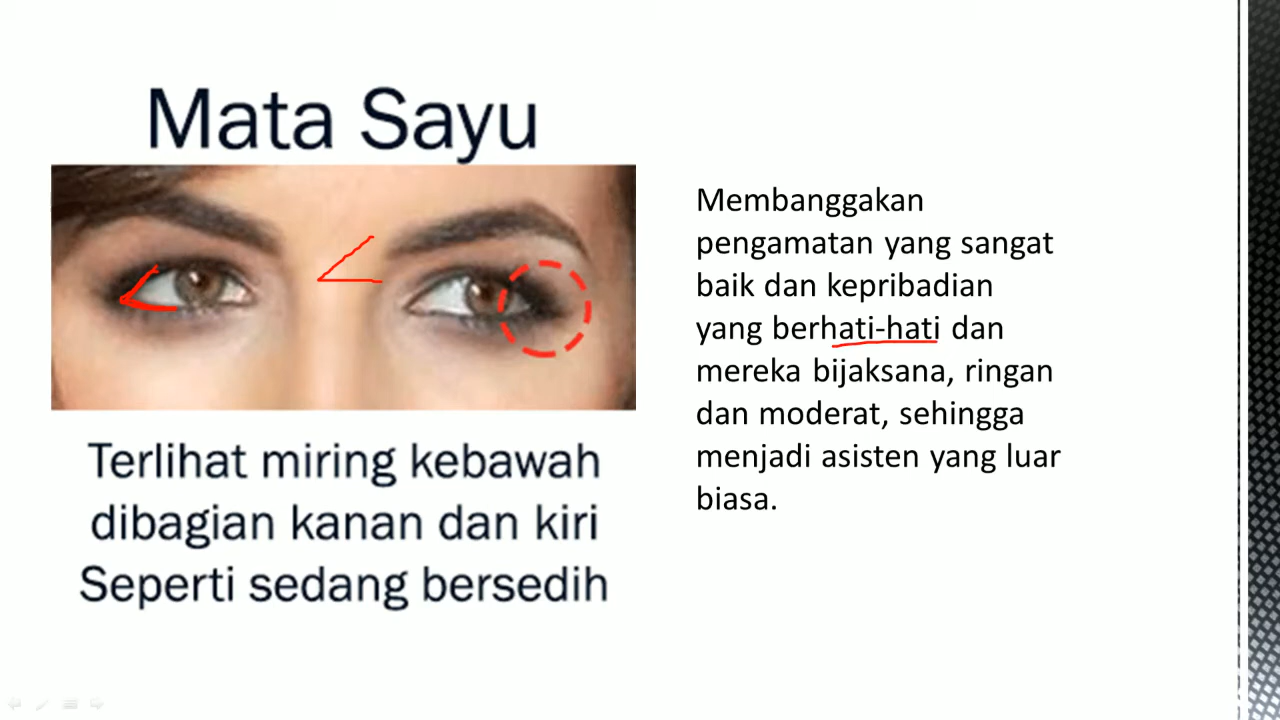 Mata Sayu
Terlihat miring kebawah
dibagian kanan dan kiri
Seperti sedang bersedih
Membanggakan
pengamatan yang sangat
baik dan kepribadian
yang berhati-hati dan
mereka bijaksana, ringan
dan moderat, sehingga
menjadi asisten yang luar
biasa.